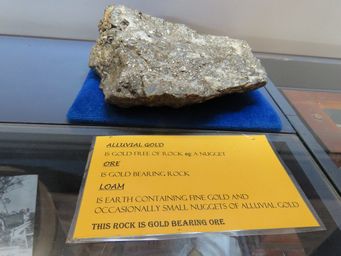 ALLUVIAL GOLD
IS GOLD FREE OF ROCK eg A NUGGET
ORE
IS GOLD BEARING ROCK
LOAM
IS EARTH CONTAINING FINE GOLD AND
OCCASIONALLY SMALL NUGGETS OF ALLUVIAL GOLD
THIS ROCK IS GOLD BEARING ORE.